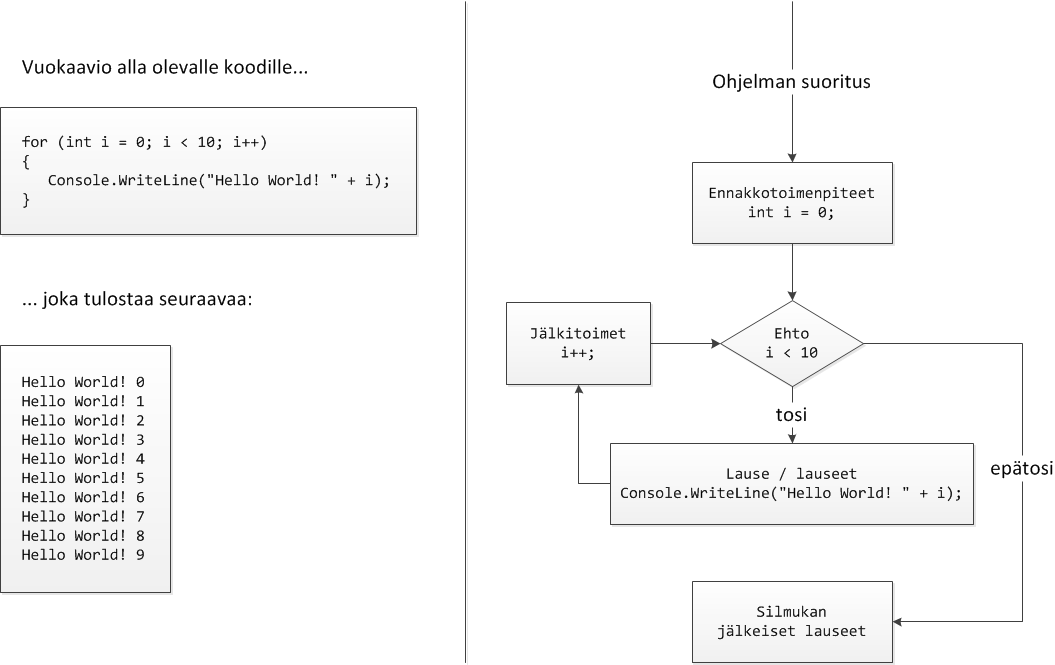 Vuokaavio alla olevalle koodille...
for (int i = 0; i < 10; i++)
{
   Console.WriteLine("Hello World! " + i);
}
... joka tulostaa seuraavaa:
Hello World! 0
Hello World! 1
Hello World! 2
Hello World! 3
Hello World! 4
Hello World! 5
Hello World! 6
Hello World! 7
Hello World! 8
Hello World! 9
Ohjelman suoritus
Ennakkotoimenpiteet
int i = 0;
Ehto
i < 10
Jälkitoimet
i++;
tosi
Lause / lauseet
Console.WriteLine("Hello World! " + i);
epätosi
Silmukan
jälkeiset lauseet